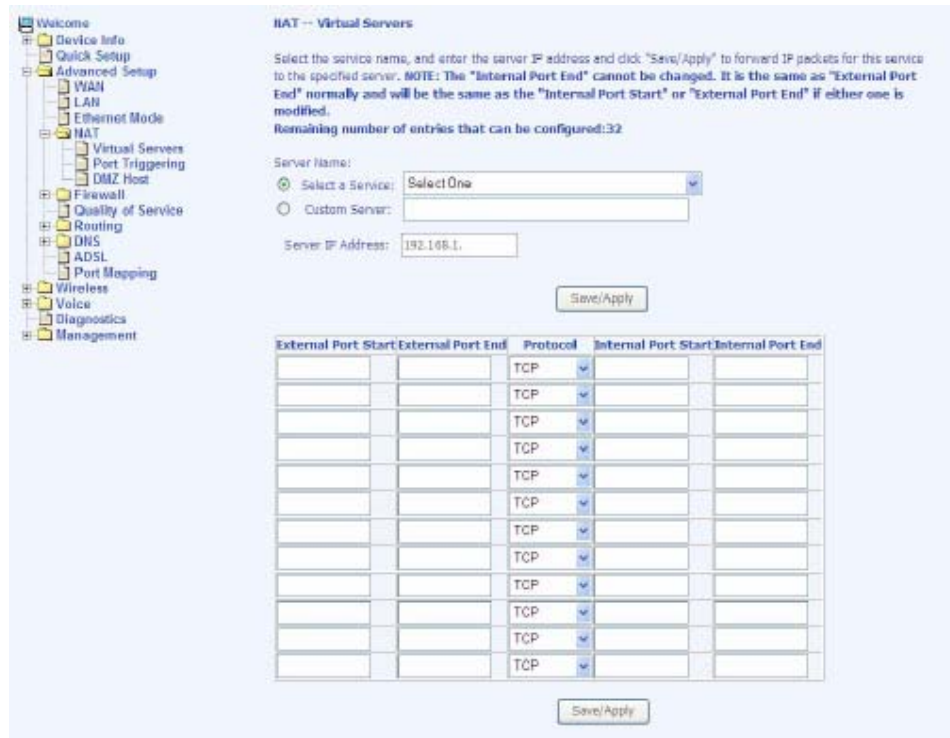 Welcome
Device Info
Quick Setup
Advanced Setup
WAN
LAN
Ethernet Mode
NAT
Virtual Servers
Port Triggering
DMZ Host
Firewall
Quality of Service
Routing
DNS
ADSL
Port Mapping
Wireless
Voice
Diagnostics
Management
NAT -- Virtual Servers
Select the service name, and enter the server IP address and click "Save/Apply" to forward IP packets for this service
to the specified server. NOTE: The "Internal Port End" cannot be changed. It is the same as "External Port
End" normally and will be the same as the "Internal Port Start" or "External Port End" if either one is
modified.
Remaining number of entries that can be configured:32
Server Name:
Select a Service: Select One
Custom Server:
Server IP Address: 192.168.1.
Save/Apply
External Port Start External Port End Protocol Internal Port Start Internal Port End
TCP
TCP
TCP
TCP
TCP
TCP
TCP
TCP
TCP
TCP
TCP
TCP
Save/Apply